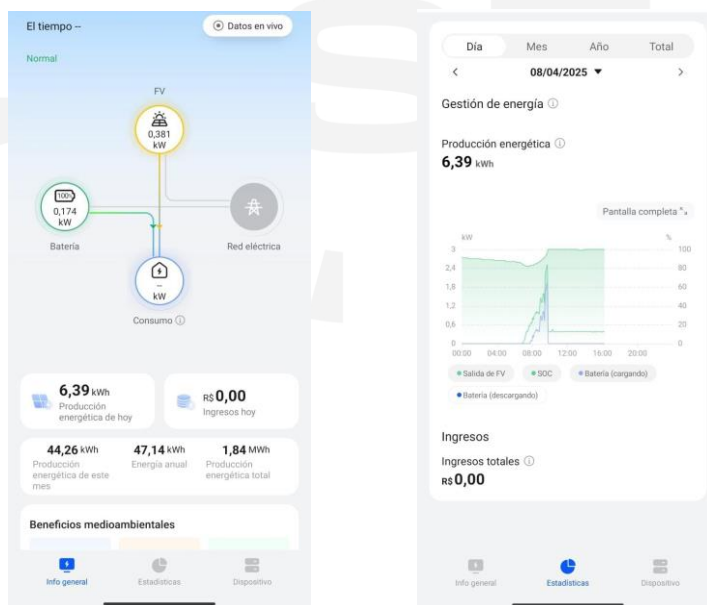 El tiempo --
Datos en vivo
Normal
FV
0,381
kW
100
0,174
kW
Batería
Red eléctrica
--
kW
Consumo
6,39 kWh
Producción
energética de hoy
R$ 0,00
Ingresos hoy
44,26 kWh
Producción
energética de este
mes
47,14 kWh
Energía anual
1,84 MWh
Producción
energética total
Beneficios medioambientales
Info general
Estadísticas
Dispositivo
Día
Mes
Año
Total
< 08/04/2025 ▼ >
Gestión de energía
Producción energética
6,39 kWh
Pantalla completa
kW
%
3
2,4
1,8
1,2
0,6
0
100
80
60
40
20
0
00:00 04:00 08:00 12:00 16:00 20:00
Salida de FV
SOC
Batería (cargando)
Batería (descargando)
Ingresos
Ingresos totales
R$ 0,00
Info general
Estadísticas
Dispositivo